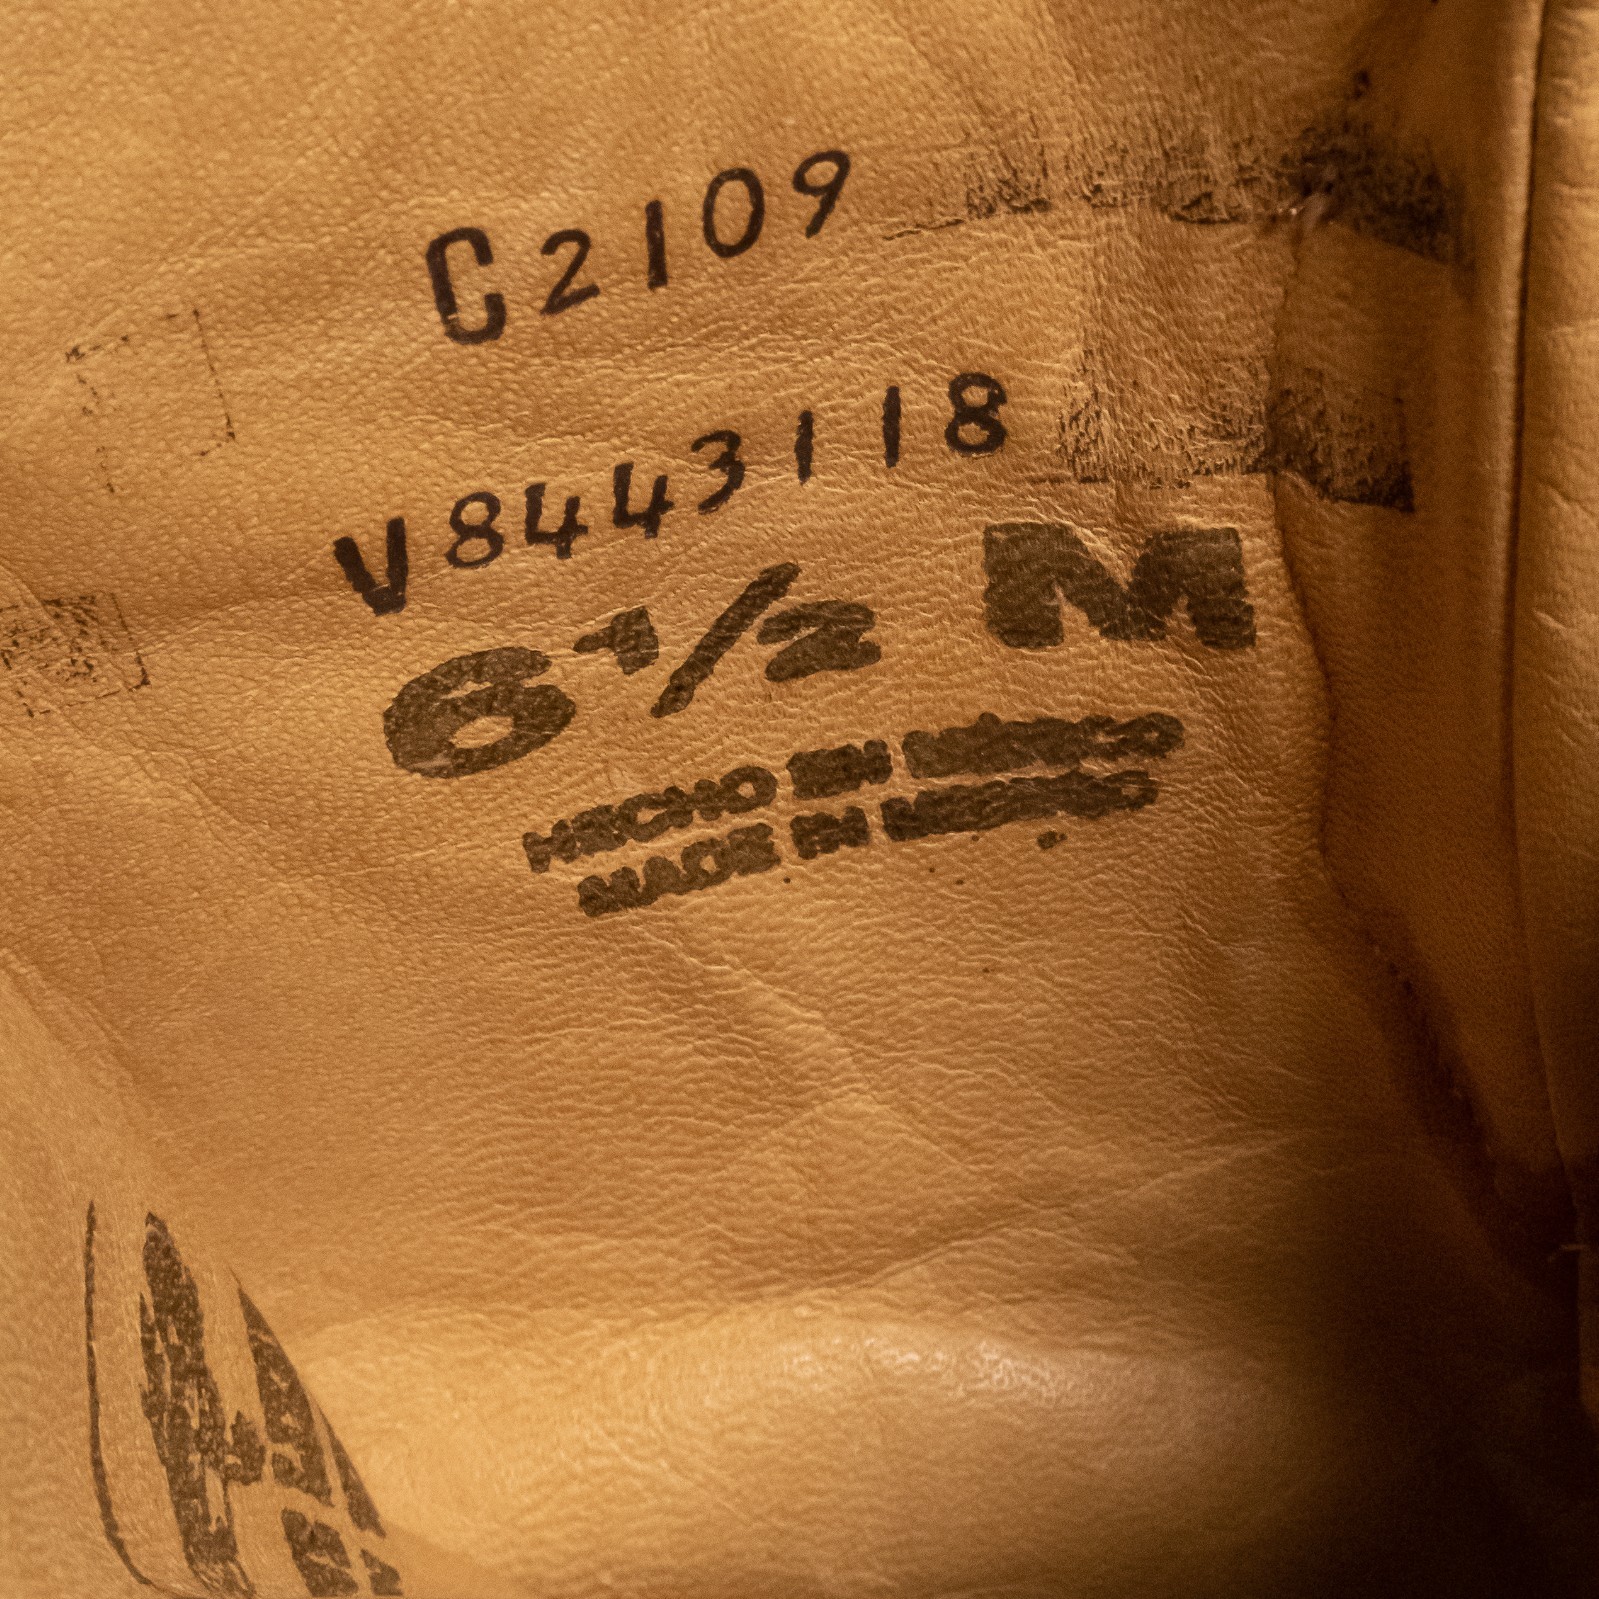 C2109
V8443118
6 1/2 M
HECHO EN MEXICO
MADE IN MEXICO